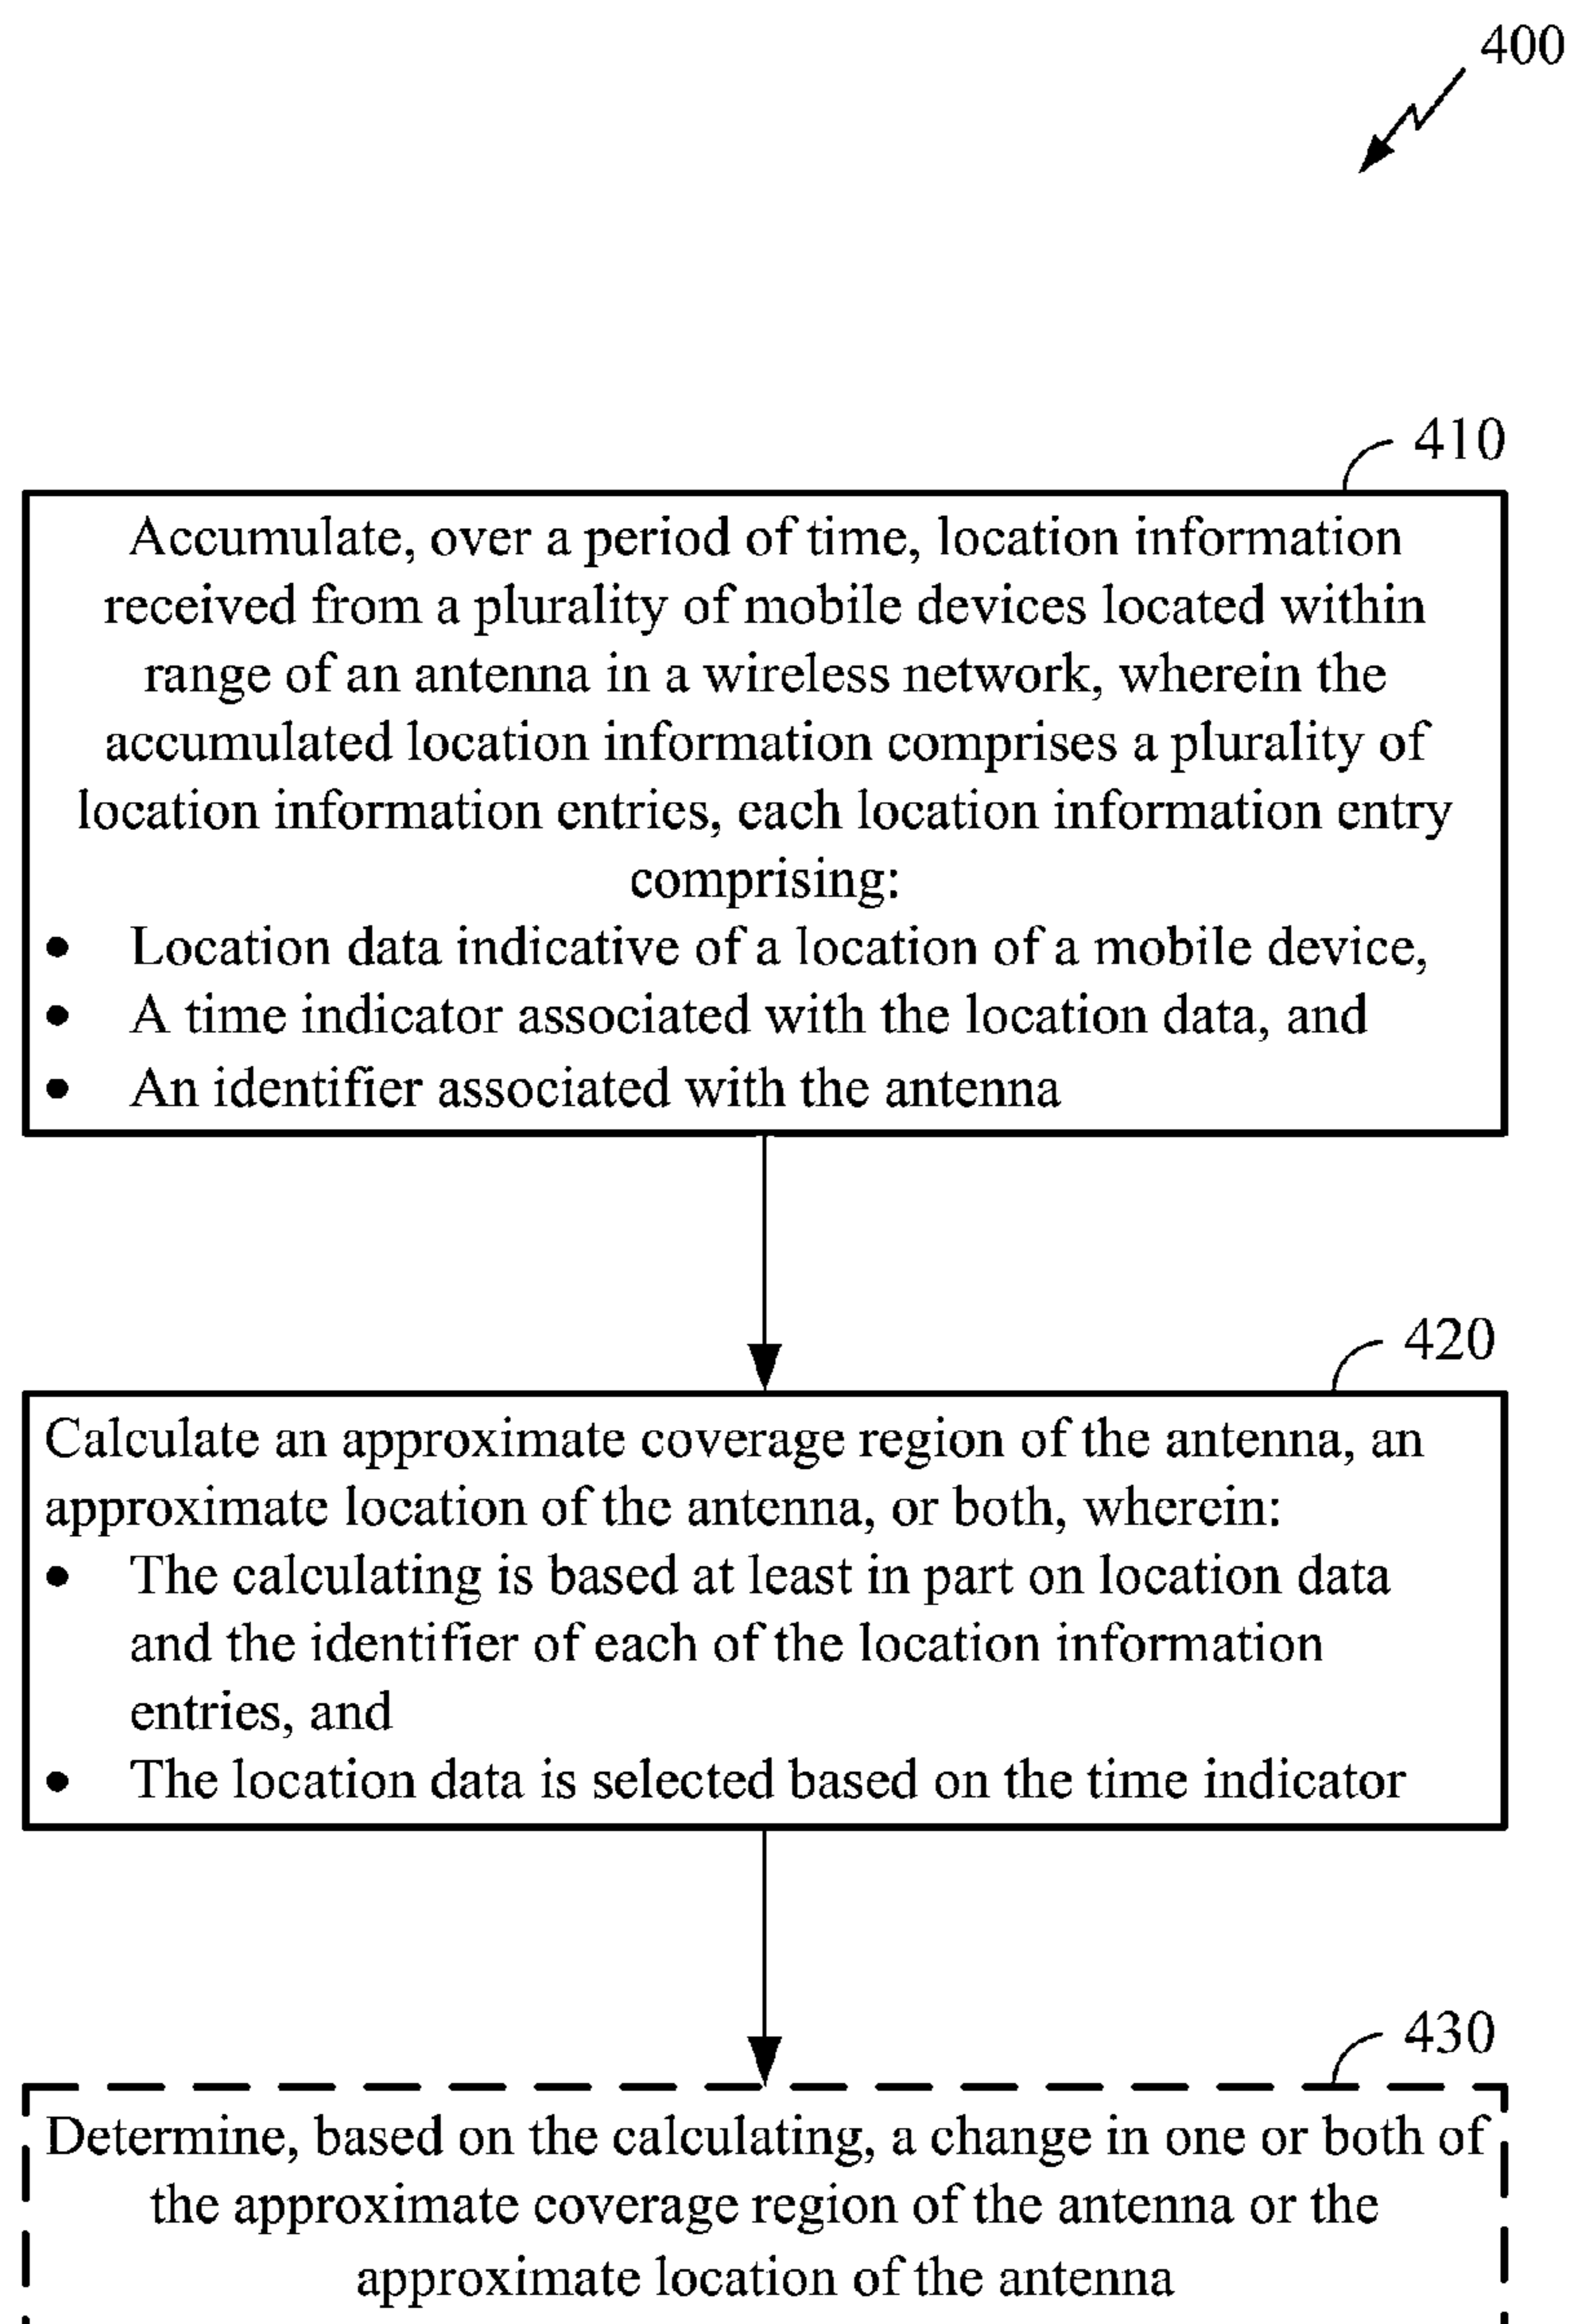 400
410
Accumulate, over a period of time, location information
received from a plurality of mobile devices located within
range of an antenna in a wireless network, wherein the
accumulated location information comprises a plurality of
location information entries, each location information entry
comprising:
• Location data indicative of a location of a mobile device,
• A time indicator associated with the location data, and
• An identifier associated with the antenna
420
Calculate an approximate coverage region of the antenna, an
approximate location of the antenna, or both, wherein:
• The calculating is based at least in part on location data
and the identifier of each of the location information
entries, and
• The location data is selected based on the time indicator
430
Determine, based on the calculating, a change in one or both of
the approximate coverage region of the antenna or the
approximate location of the antenna